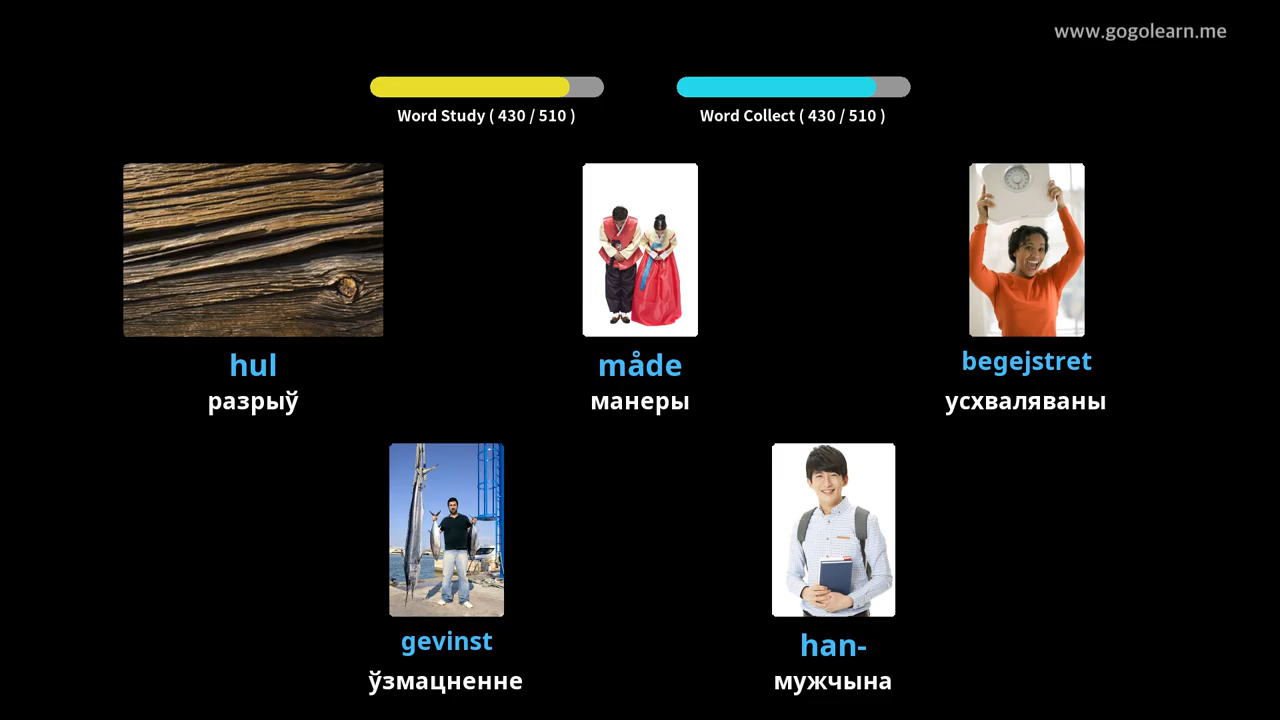 www.gogolearn.me
Word Study ( 430 / 510 )
Word Collect ( 430 / 510 )
hul
разрыў
måde
манеры
begejstret
усхваляваны
gevinst
ўзмацненне
han-
мужчына